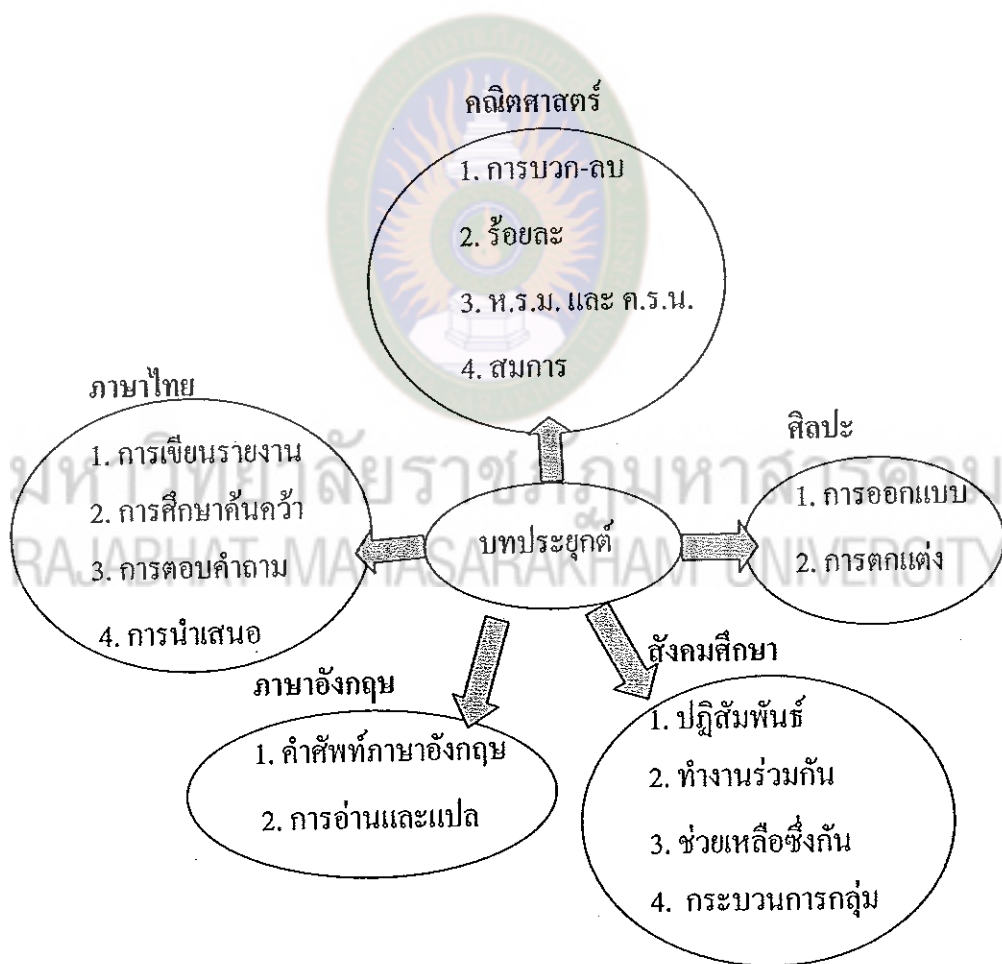 คณิตศาสตร์
1. การบวก-ลบ
2. ร้อยละ
3. ห.ร.ม. และ ค.ร.น.
4. สมการ
ภาษาไทย
1. การเขียนรายงาน
2. การศึกษาค้นคว้า
3. การตอบคำถาม
4. การนำเสนอ
บทประยุกต์
ศิลปะ
1. การออกแบบ
2. การตกแต่ง
ภาษาอังกฤษ
1. คำศัพท์ภาษาอังกฤษ
2. การอ่านและแปล
สังคมศึกษา
1. ปฏิสัมพันธ์
2. ทำงานร่วมกัน
3. ช่วยเหลือซึ่งกัน
4. กระบวนการกลุ่ม
มหาวิทยาลัยราชภัฏมหาสารคาม
RAJABHAT MAHASARAKHAM UNIVERSITY